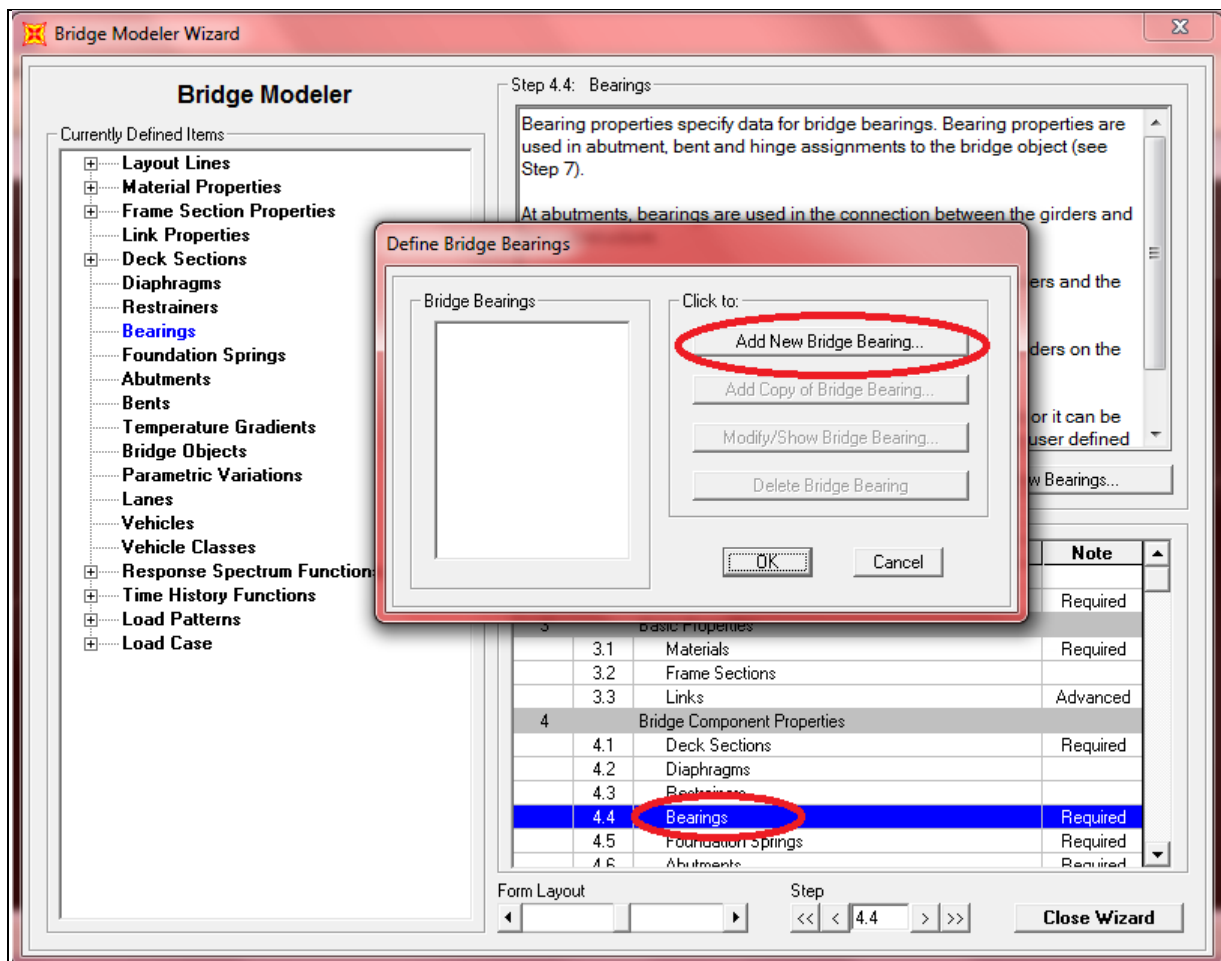 Bridge Modeler Wizard
Bridge Modeler
Currently Defined Items
Layout Lines
Material Properties
Frame Section Properties
Link Properties
Deck Sections
Diaphragms
Restrainers
Bearings
Foundation Springs
Abutments
Bents
Temperature Gradients
Bridge Objects
Parametric Variations
Lanes
Vehicles
Vehicle Classes
Response Spectrum Function
Time History Functions
Load Patterns
Load Case
Step 4.4: Bearings
Bearing properties specify data for bridge bearings. Bearing properties are
used in abutment, bent and hinge assignments to the bridge object (see
Step 7).
At abutments, bearings are used in the connection between the girders and
ers and the
ders on the
or it can be
user defined
w Bearings...
Define Bridge Bearings
Bridge Bearings
Click to:
Add New Bridge Bearing...
Add Copy of Bridge Bearing...
Modify/Show Bridge Bearing...
Delete Bridge Bearing
OK
Cancel
Note
Required
3 Basic Properties
3.1 Materials Required
3.2 Frame Sections
3.3 Links Advanced
4 Bridge Component Properties
4.1 Deck Sections Required
4.2 Diaphragms
4.3 Restrainers
4.4 Bearings Required
4.5 Foundation Springs Required
4.6 Abutments Required
Form Layout
Step
<< < 4.4 > >>
Close Wizard